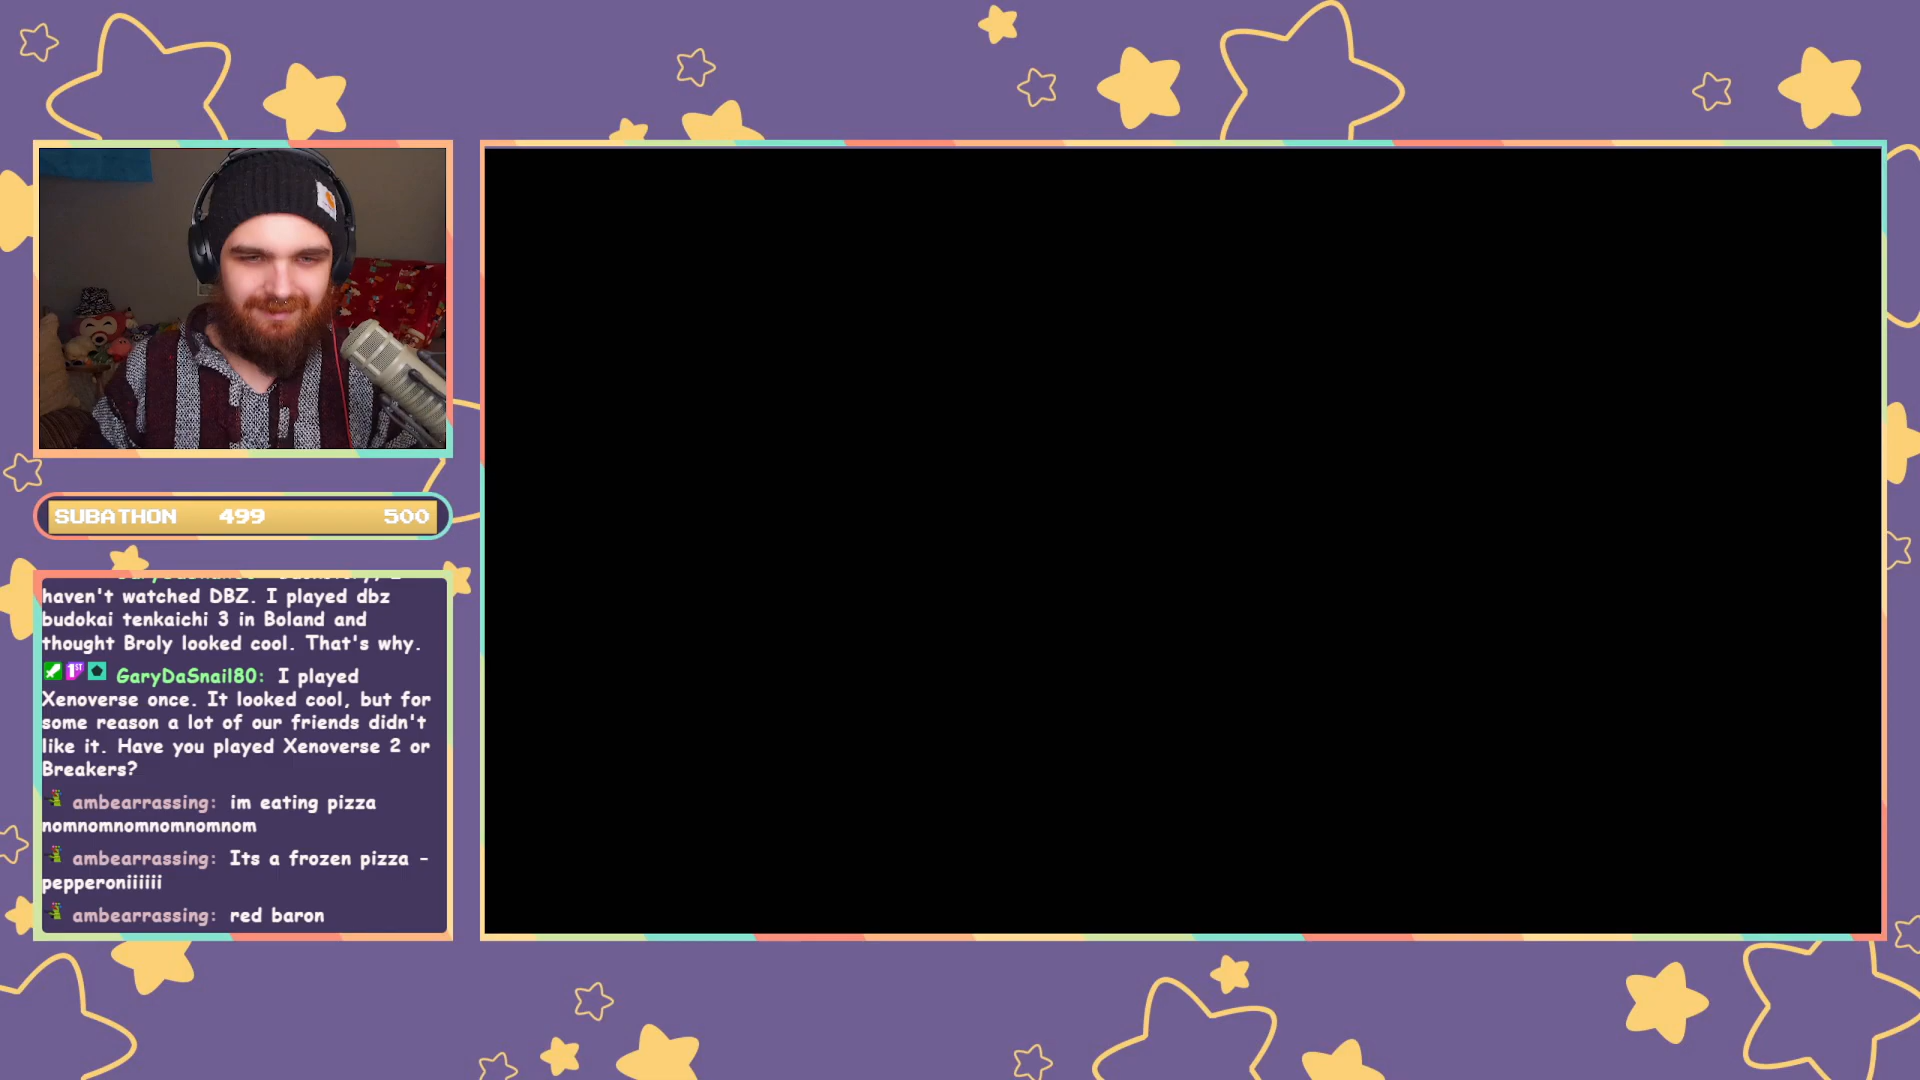 SUBATHON 499 500
haven't watched DBZ. I played dbz
budokai tenkaichi 3 in Boland and
thought Broly looked cool. That's why.
1ST GaryDaSnail80: I played
Xenoverse once. It looked cool, but for
some reason a lot of our friends didn't
like it. Have you played Xenoverse 2 or
Breakers?
ambearrassing: im eating pizza
nomnomnomnomnomnom
ambearrassing: Its a frozen pizza -
pepperoniiiiii
ambearrassing: red baron